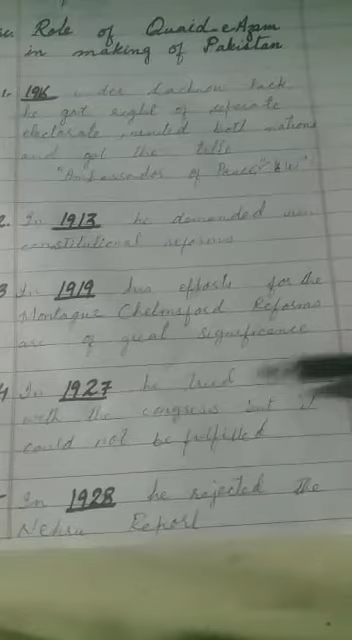 Role of Quaid-e-Azam
in making of Pakistan
1. 1916 under Lucknow Pact
he got right of seperate
electorate, united both nations
and got the title
"Ambassador of
2. In 1913 he demanded
constitutional reforms
3 In 1919 his efforts for the
Montague Chelmsford Reforms
are of great significance
4 In 1927 he tried
with the congress but it
could not be fulfilled
In 1928 he rejected the
Nehru Report